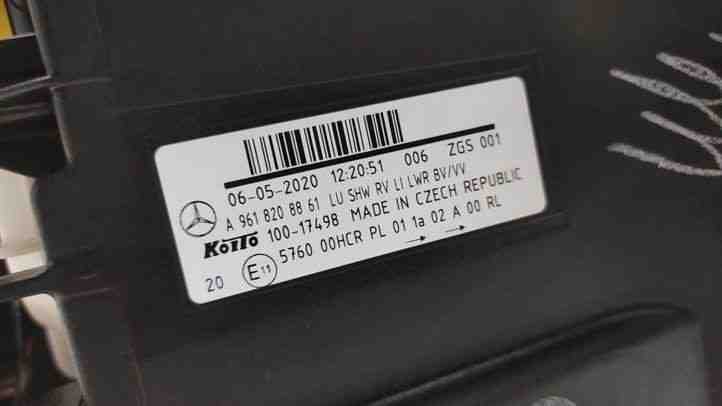 06-05-2020 12:20:51 006 ZGS 001
A 961 820 88 61 LU SHW RV LI LWR BV/VV
100-17498 MADE IN CZECH REPUBLIC
20 E11 5760 00HCR PL 01 1a 02 A 00 RL